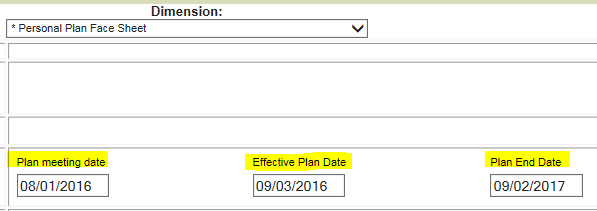 Dimension:
* Personal Plan Face Sheet
Plan meeting date Effective Plan Date Plan End Date
08/01/2016 09/03/2016 09/02/2017